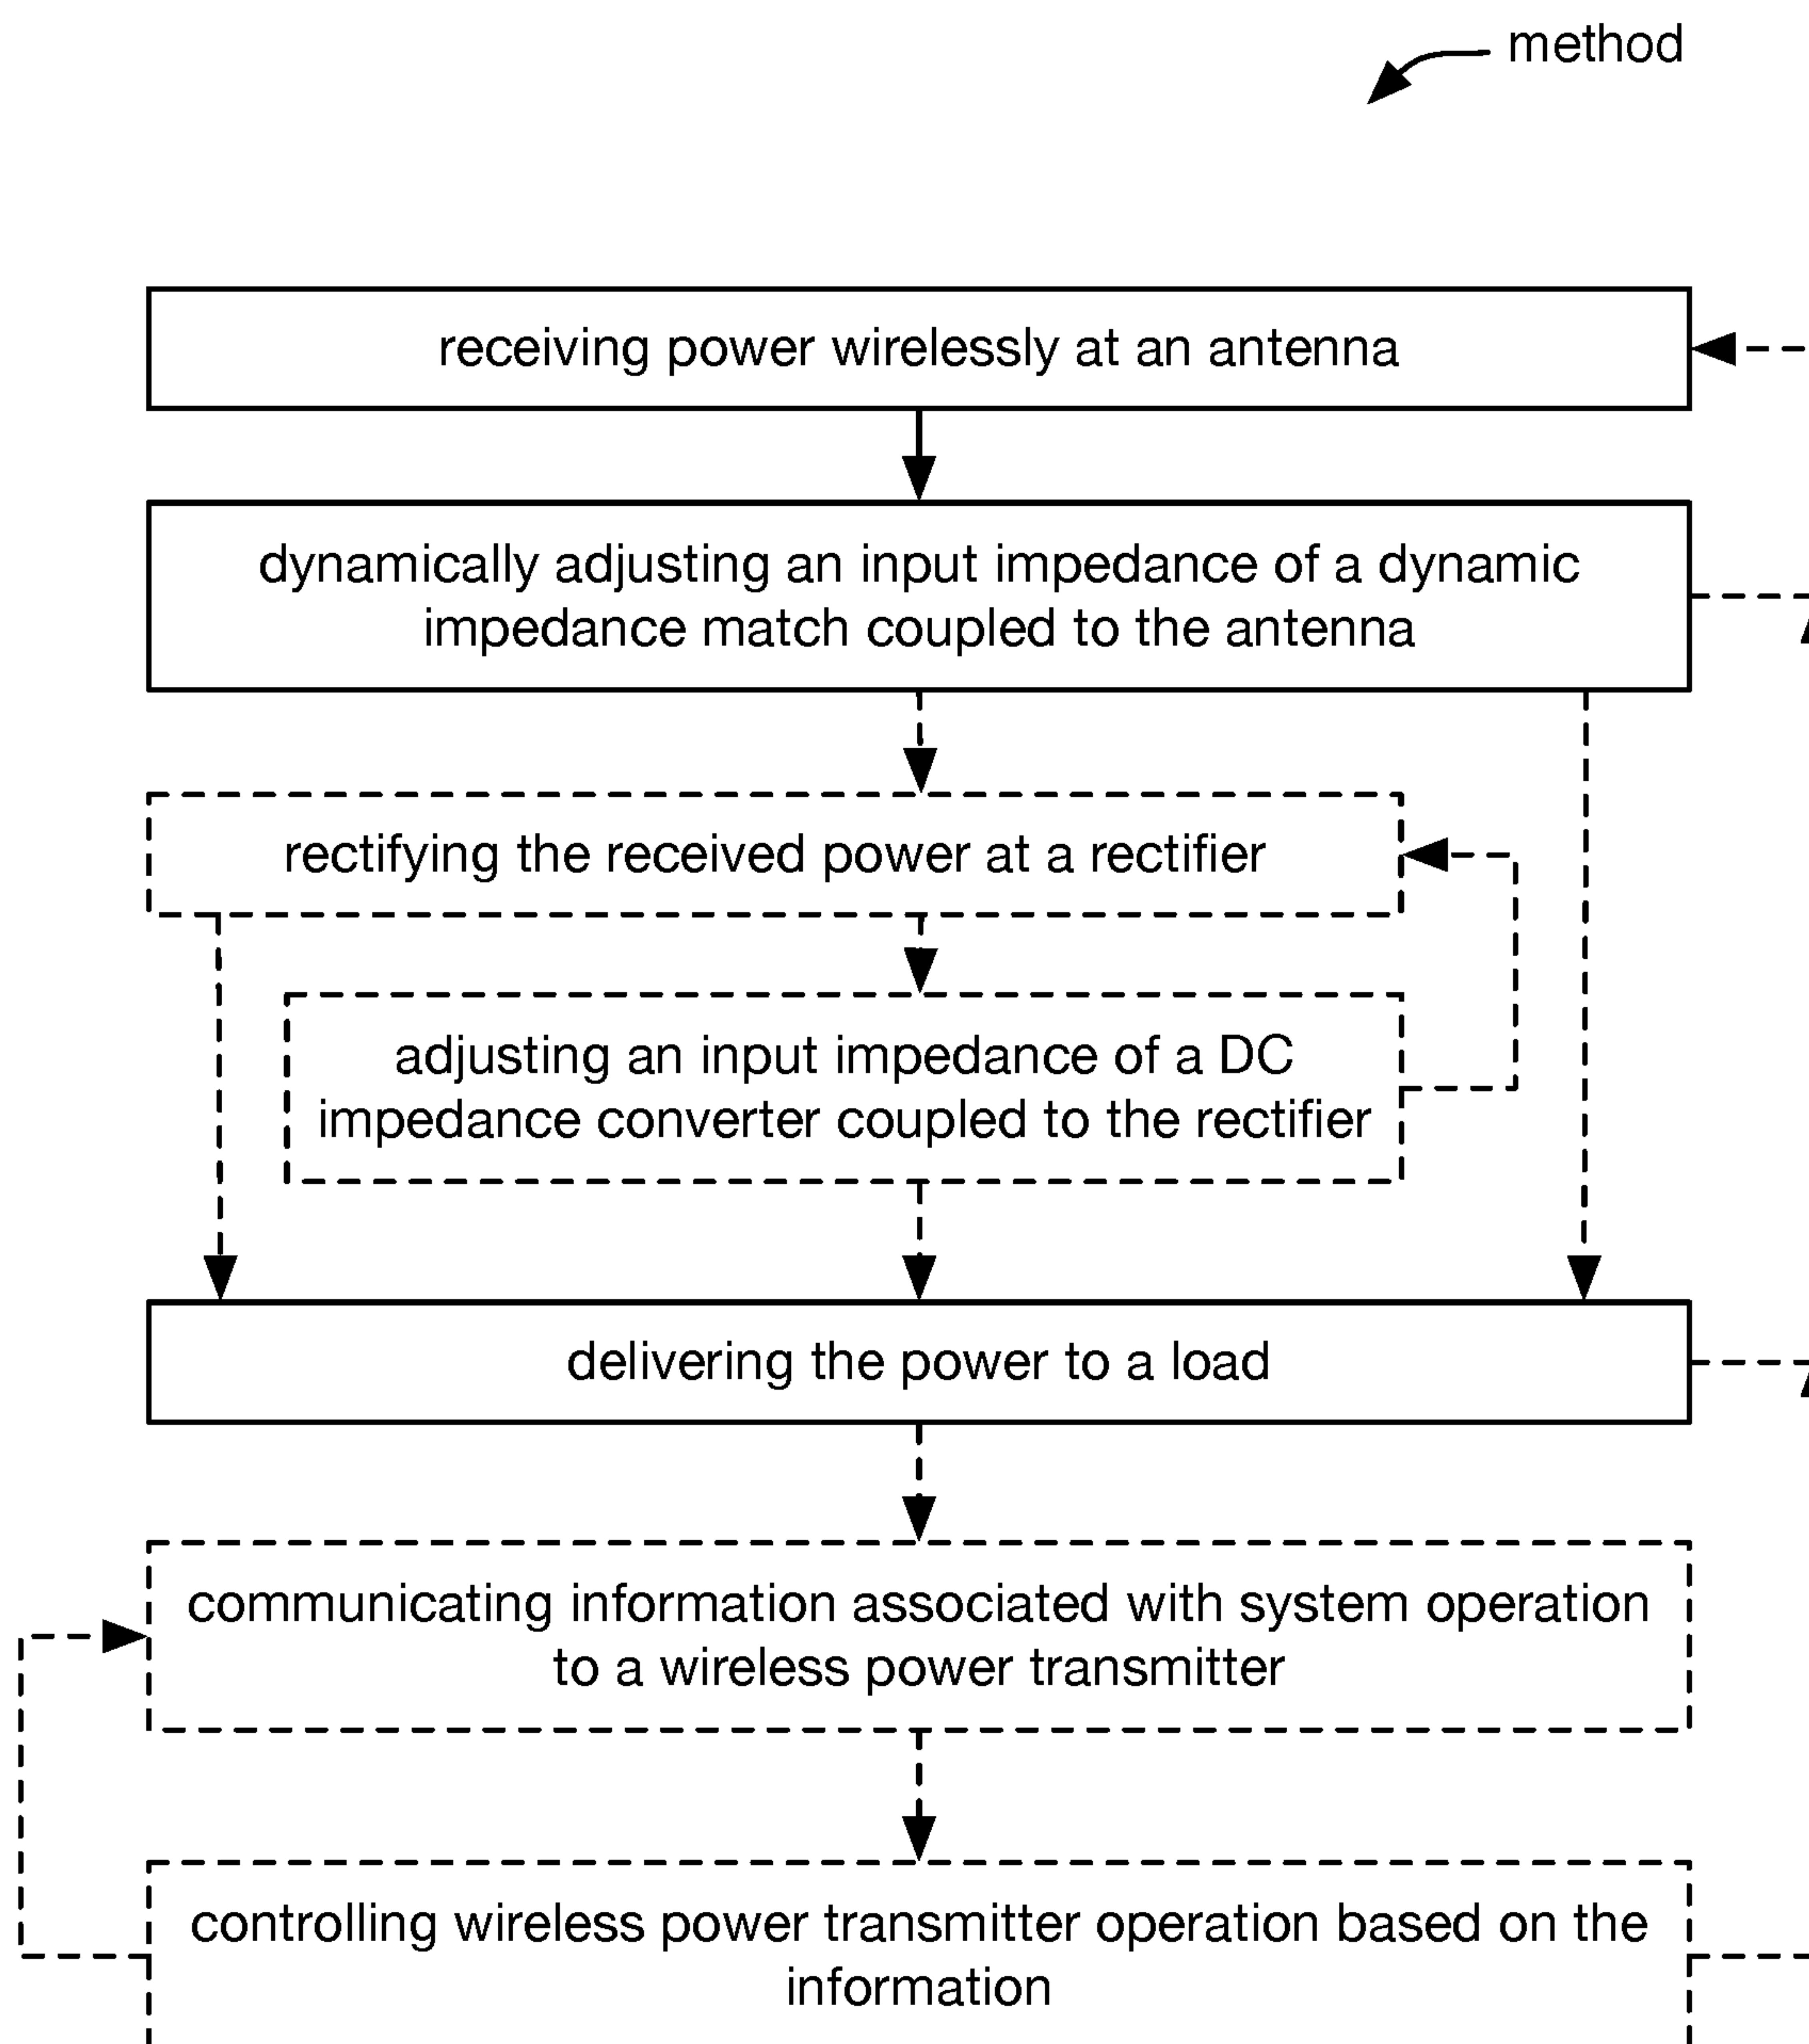 method
receiving power wirelessly at an antenna
dynamically adjusting an input impedance of a dynamic
impedance match coupled to the antenna
rectifying the received power at a rectifier
adjusting an input impedance of a DC
impedance converter coupled to the rectifier
delivering the power to a load
communicating information associated with system operation
to a wireless power transmitter
controlling wireless power transmitter operation based on the
information